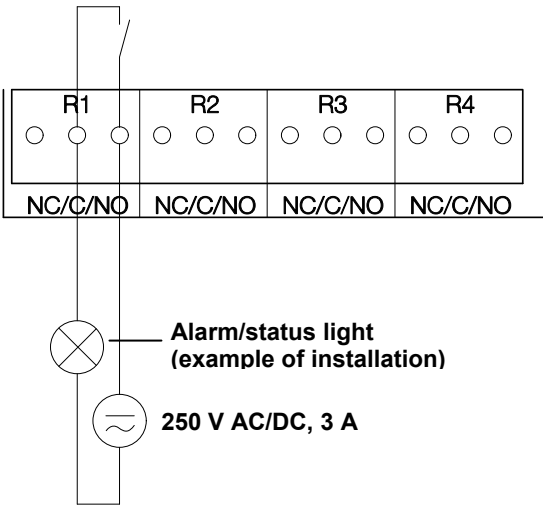 R1 R2 R3 R4
NC/C/NO NC/C/NO NC/C/NO NC/C/NO
Alarm/status light
(example of installation)
250 V AC/DC, 3 A